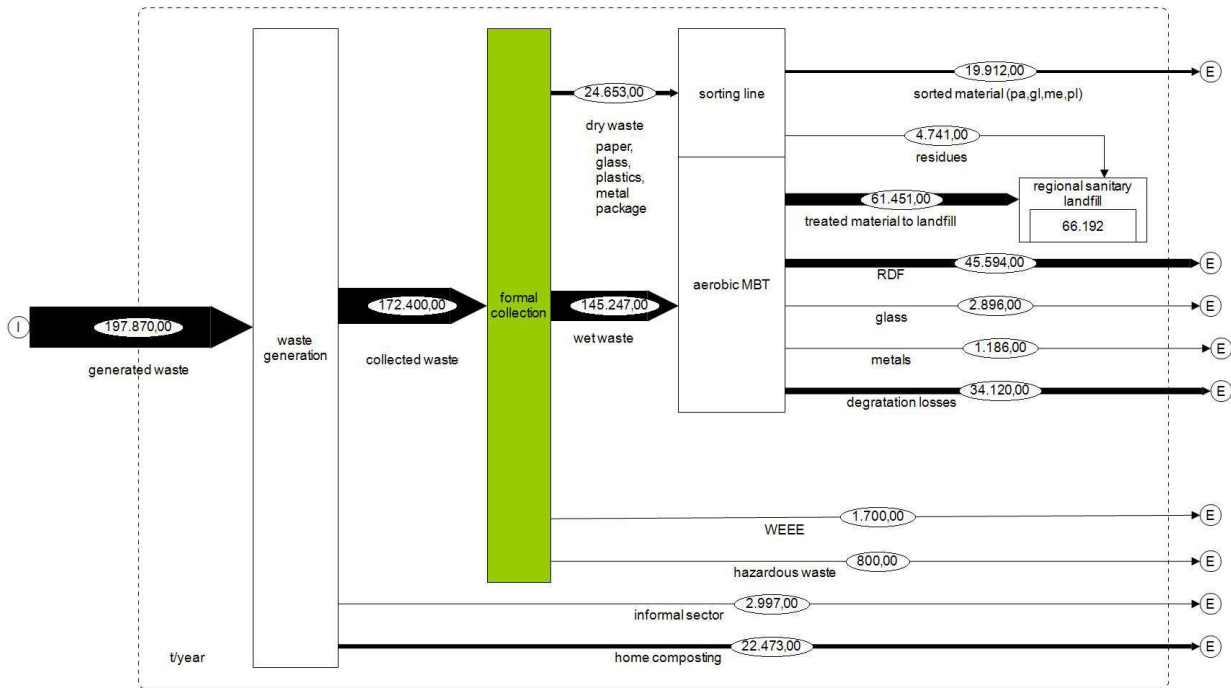 19.912,00
E
sorted material (pa,gl,me,pl)
24.653,00
sorting line
dry waste
4.741,00
residues
paper,
glass,
plastics,
metal
package
regional sanitary
landfill
66.192
61.451,00
treated material to landfill
45.594,00
E
RDF
aerobic MBT
formal
collection
172.400,00
145.247,00
2.896,00
E
glass
I
197.870,00
waste
generation
collected waste
wet waste
1.186,00
E
metals
generated waste
34.120,00
E
degratation losses
1.700,00
E
WEEE
800,00
E
hazardous waste
2.997,00
E
informal sector
22.473,00
E
home composting
t/year